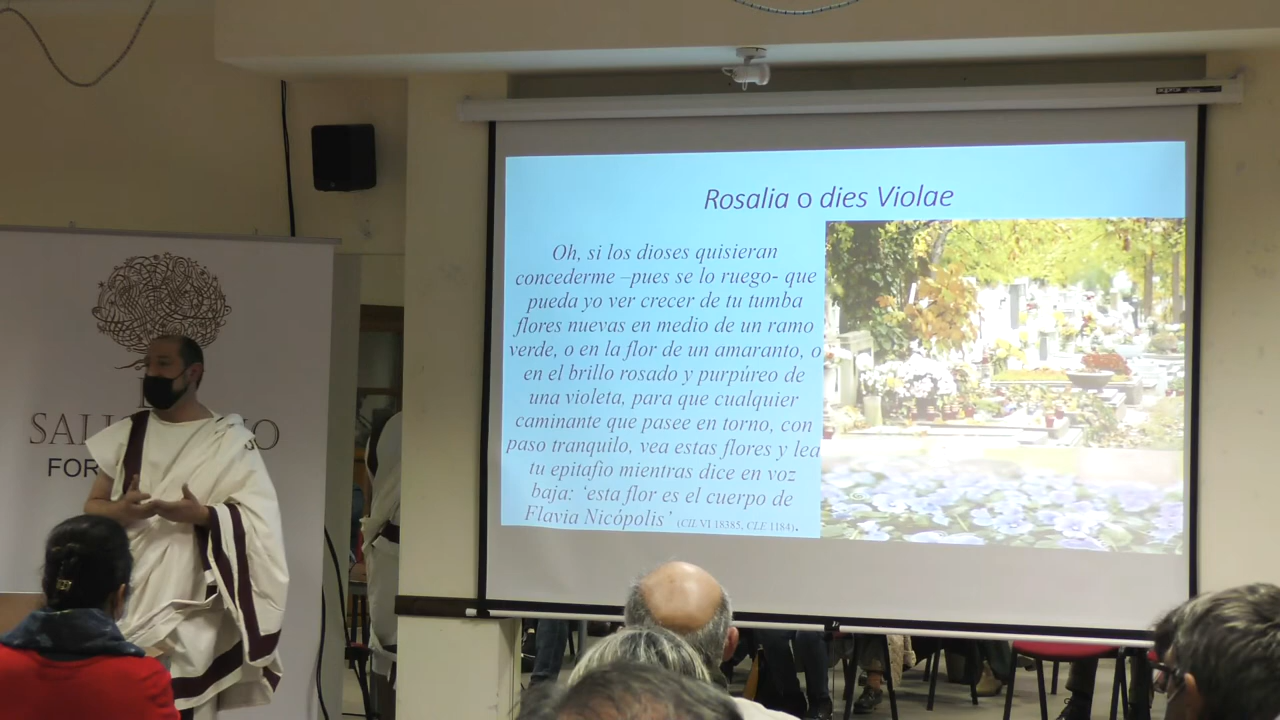 Rosalia o dies Violae
Oh, si los dioses quisieran
concederme –pues se lo ruego- que
pueda yo ver crecer de tu tumba
flores nuevas en medio de un ramo
verde, o en la flor de un amaranto, o
en el brillo rosado y purpúreo de
una violeta, para que cualquier
caminante que pasee en torno, con
paso tranquilo, vea estas flores y lea
tu epitafio mientras dice en voz
baja: ‘esta flor es el cuerpo de
Flavia Nicópolis’ (CIL VI 18385, CLE 1184).